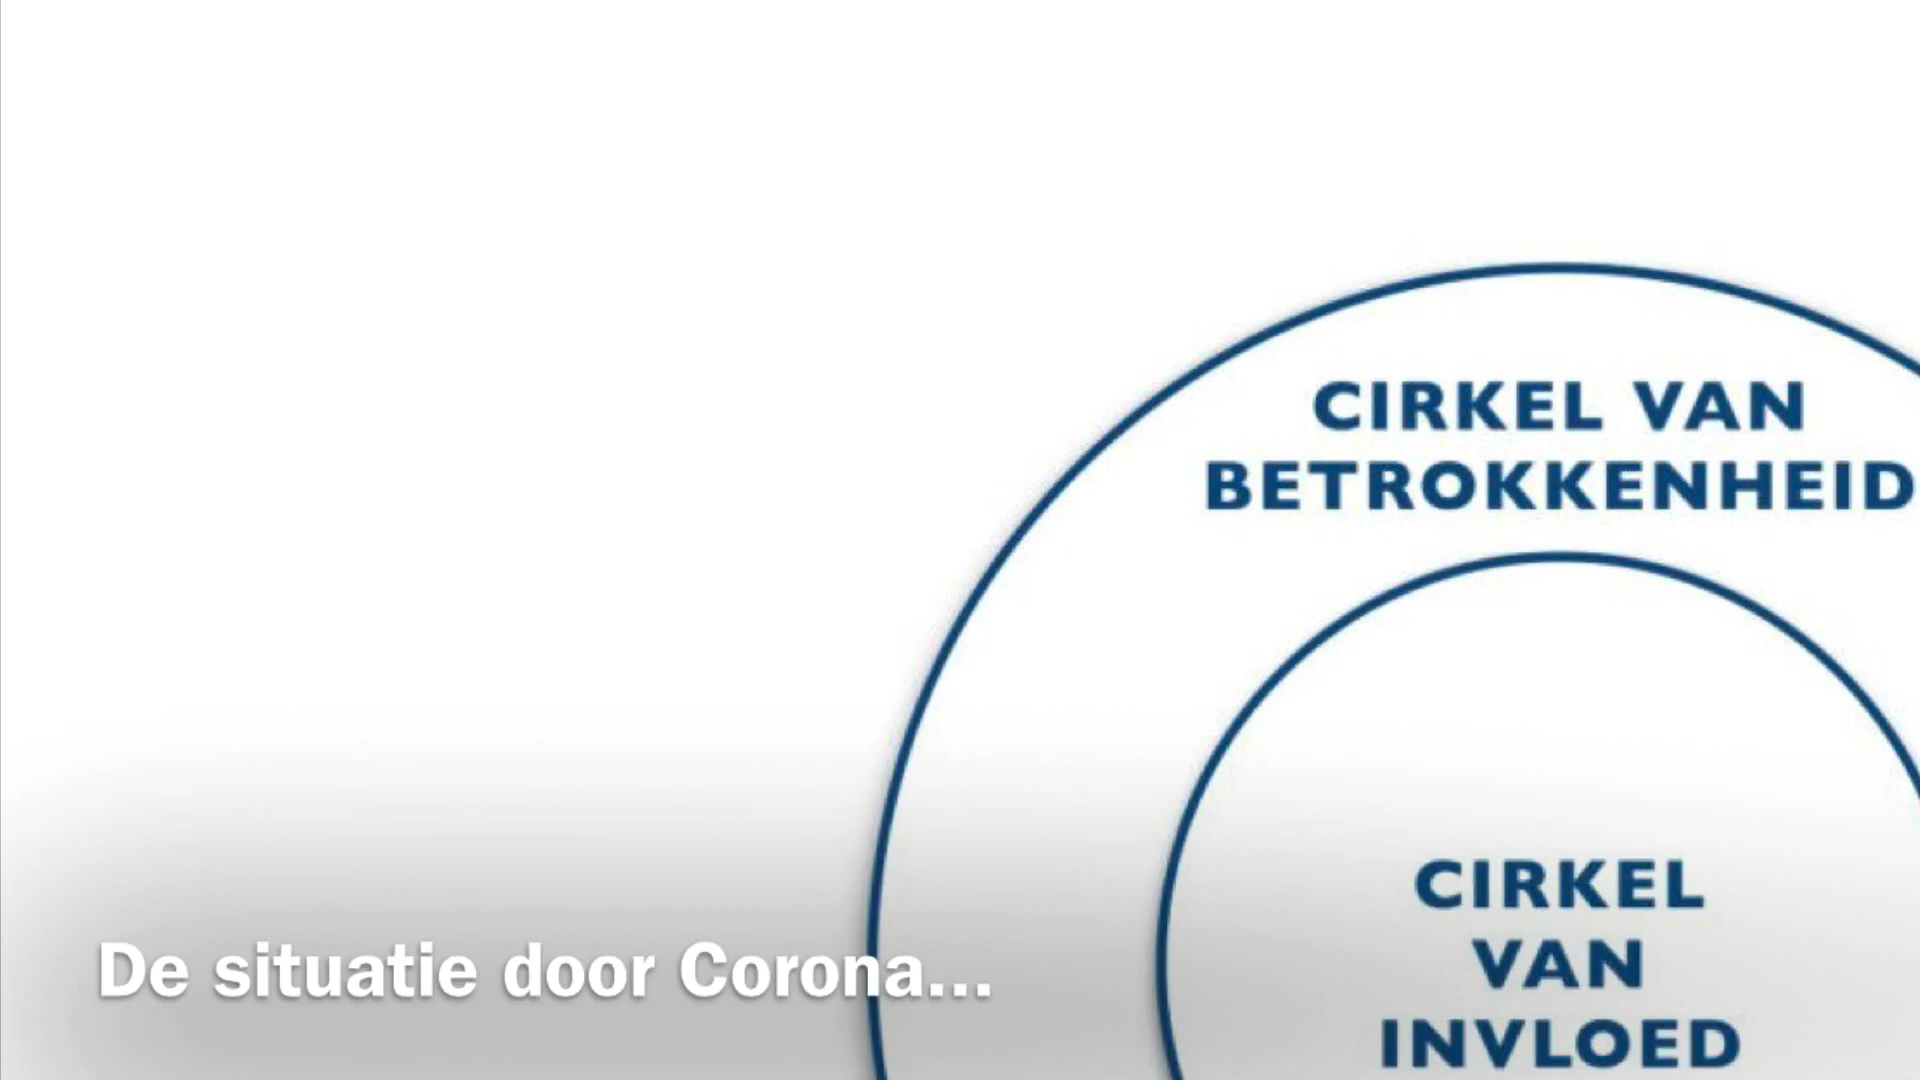 CIRKEL VAN
BETROKKENHEID
CIRKEL
VAN
INVLOED
De situatie door Corona...